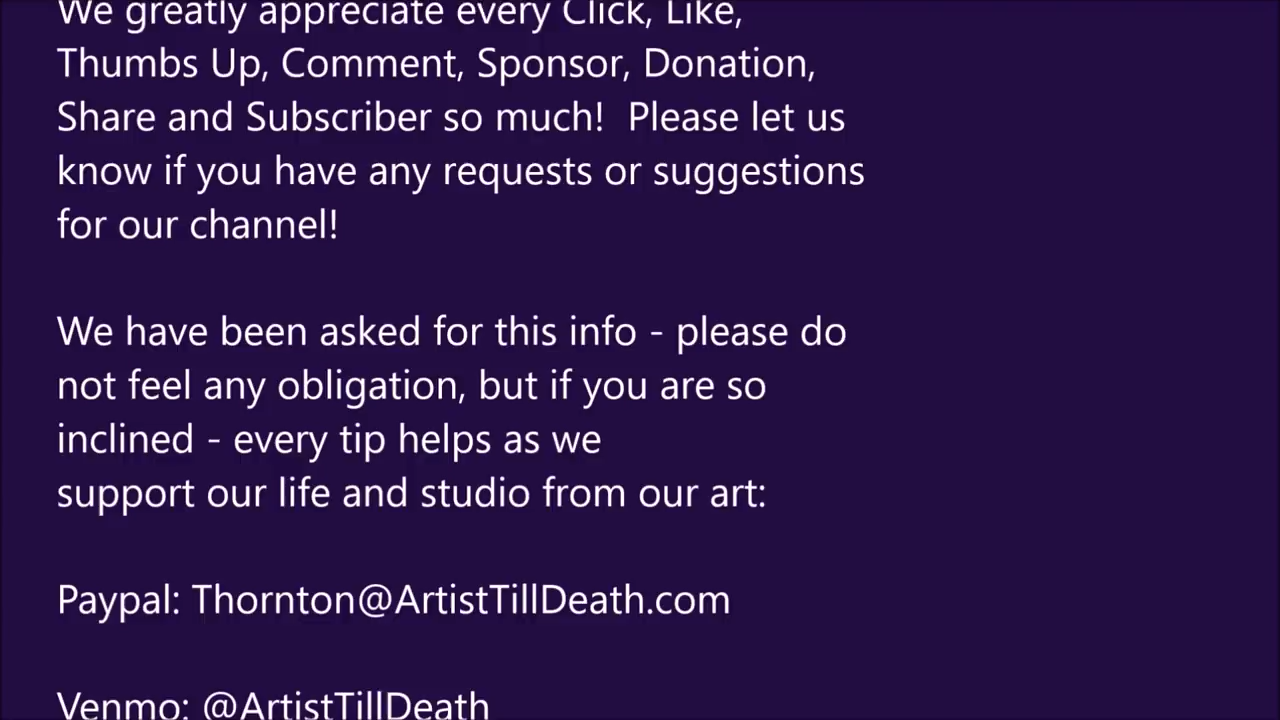 We greatly appreciate every Click, Like,
Thumbs Up, Comment, Sponsor, Donation,
Share and Subscriber so much!  Please let us
know if you have any requests or suggestions
for our channel!
We have been asked for this info - please do
not feel any obligation, but if you are so
inclined - every tip helps as we
support our life and studio from our art:
Paypal: Thornton@ArtistTillDeath.com
Venmo: @ArtistTillDeath